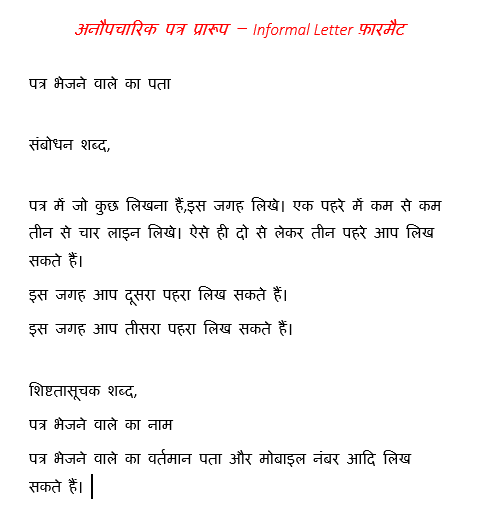 अनौपचारिक पत्र प्रारूप – Informal Letter फ़ारमैट
पत्र भेजने वाले का पता
संबोधन शब्द,
पत्र में जो कुछ लिखना हैं,इस जगह लिखे। एक पहरे में कम से कम
तीन से चार लाइन लिखे। ऐसे ही दो से लेकर तीन पहरे आप लिख
सकते हैं।
इस जगह आप दूसरा पहरा लिख सकते हैं।
इस जगह आप तीसरा पहरा लिख सकते हैं।
शिष्टतासूचक शब्द,
पत्र भेजने वाले का नाम
पत्र भेजने वाले का वर्तमान पता और मोबाइल नंबर आदि लिख
सकते हैं।